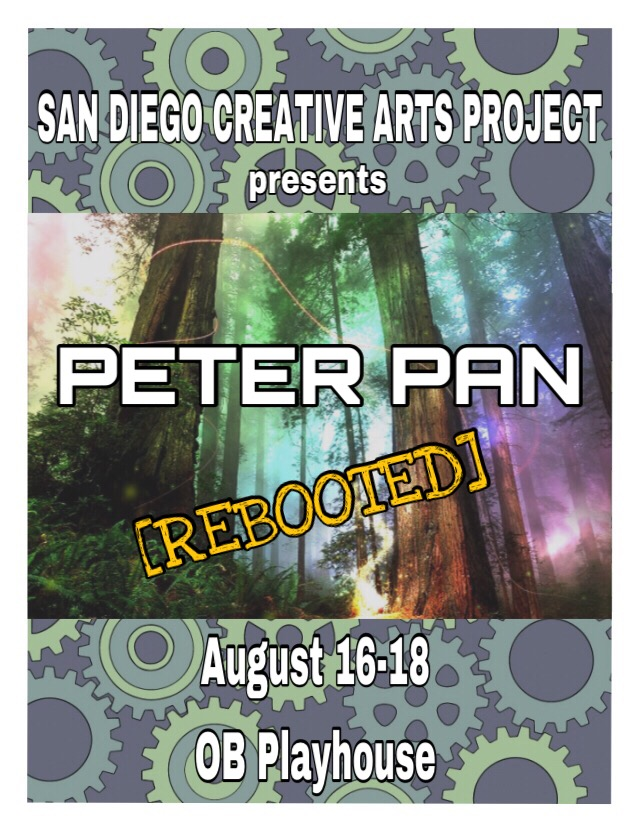 SAN DIEGO CREATIVE ARTS PROJECT
presents
PETER PAN
[REBOOTED]
August 16-18
OB Playhouse